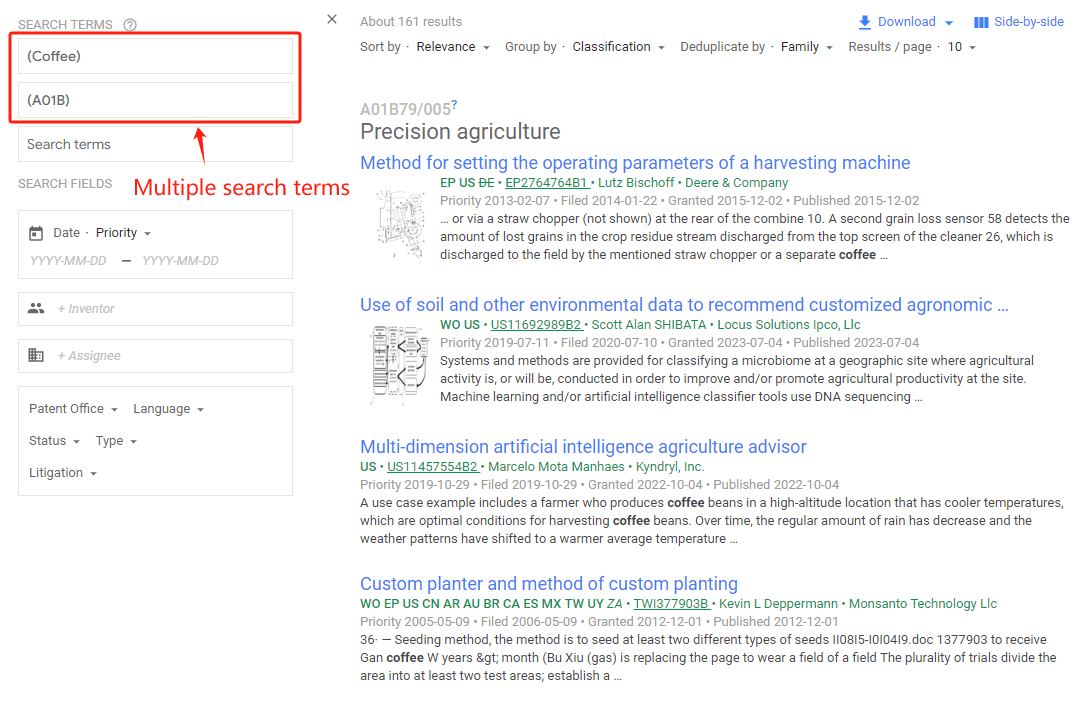 SEARCH TERMS ?
(Coffee)
(A01B)
Search terms
Multiple search terms
SEARCH FIELDS
Date · Priority
YYYY-MM-DD — YYYY-MM-DD
+ Inventor
+ Assignee
Patent Office Language
Status Type
Litigation
About 161 results
Download Side-by-side
Sort by · Relevance Group by · Classification Deduplicate by · Family Results / page · 10
A01B79/005?
Precision agriculture
Method for setting the operating parameters of a harvesting machine
EP US DE • EP2764764B1 • Lutz Bischoff • Deere & Company
Priority 2013-02-07 • Filed 2014-01-22 • Granted 2015-12-02 • Published 2015-12-02
... or via a straw chopper (not shown) at the rear of the combine 10. A second grain loss sensor 58 detects the
amount of lost grains in the crop residue stream discharged from the top screen of the cleaner 26, which is
discharged to the field by the mentioned straw chopper or a separate coffee ...
Use of soil and other environmental data to recommend customized agronomic ...
WO US • US11692989B2 • Scott Alan SHIBATA • Locus Solutions Ipco, Llc
Priority 2019-07-11 • Filed 2020-07-10 • Granted 2023-07-04 • Published 2023-07-04
Systems and methods are provided for classifying a microbiome at a geographic site where agricultural
activity is, or will be, conducted in order to improve and/or promote agricultural productivity at the site.
Machine learning and/or artificial intelligence classifier tools use DNA sequencing ...
Multi-dimension artificial intelligence agriculture advisor
US • US11457554B2 • Marcelo Mota Manhaes • Kyndryl, Inc.
Priority 2019-10-29 • Filed 2019-10-29 • Granted 2022-10-04 • Published 2022-10-04
A use case example includes a farmer who produces coffee beans in a high-altitude location that has cooler temperatures,
which are optimal conditions for harvesting coffee beans. Over time, the regular amount of rain has decrease and the
weather patterns have shifted to a warmer average temperature ...
Custom planter and method of custom planting
WO EP US CN AR AU BR CA ES MX TW UY ZA • TWI377903B • Kevin L Deppermann • Monsanto Technology Llc
Priority 2005-05-09 • Filed 2006-05-09 • Granted 2012-12-01 • Published 2012-12-01
36· — Seeding method, the method is to seed at least two different types of seeds II08I5-I0I04I9.doc 1377903 to receive
Gan coffee W years &gt; month (Bu Xiu (gas) is replacing the page to wear a field of a field The plurality of trials divide the
area into at least two test areas; establish a ...